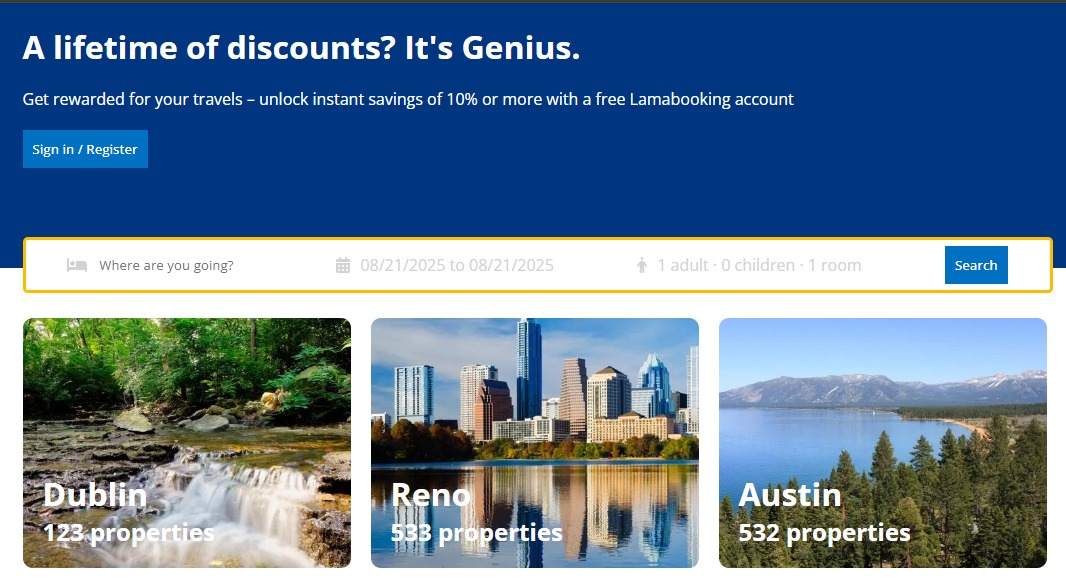 A lifetime of discounts? It's Genius.
Get rewarded for your travels – unlock instant savings of 10% or more with a free Lamabooking account
Sign in / Register
Where are you going?
08/21/2025 to 08/21/2025
1 adult · 0 children · 1 room
Search
Dublin
123 properties
Reno
533 properties
Austin
532 properties